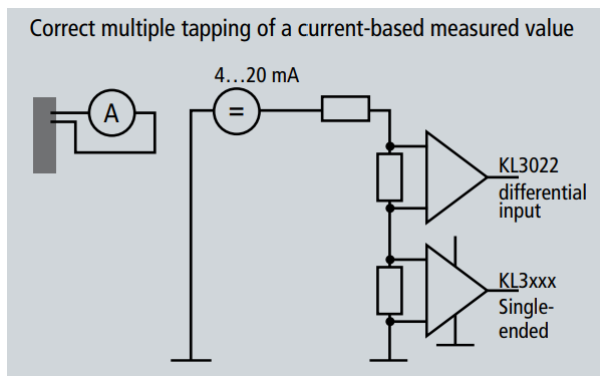 Correct multiple tapping of a current-based measured value
4...20 mA
A
=
KL3022
differential
input
KL3xxx
Single-
ended